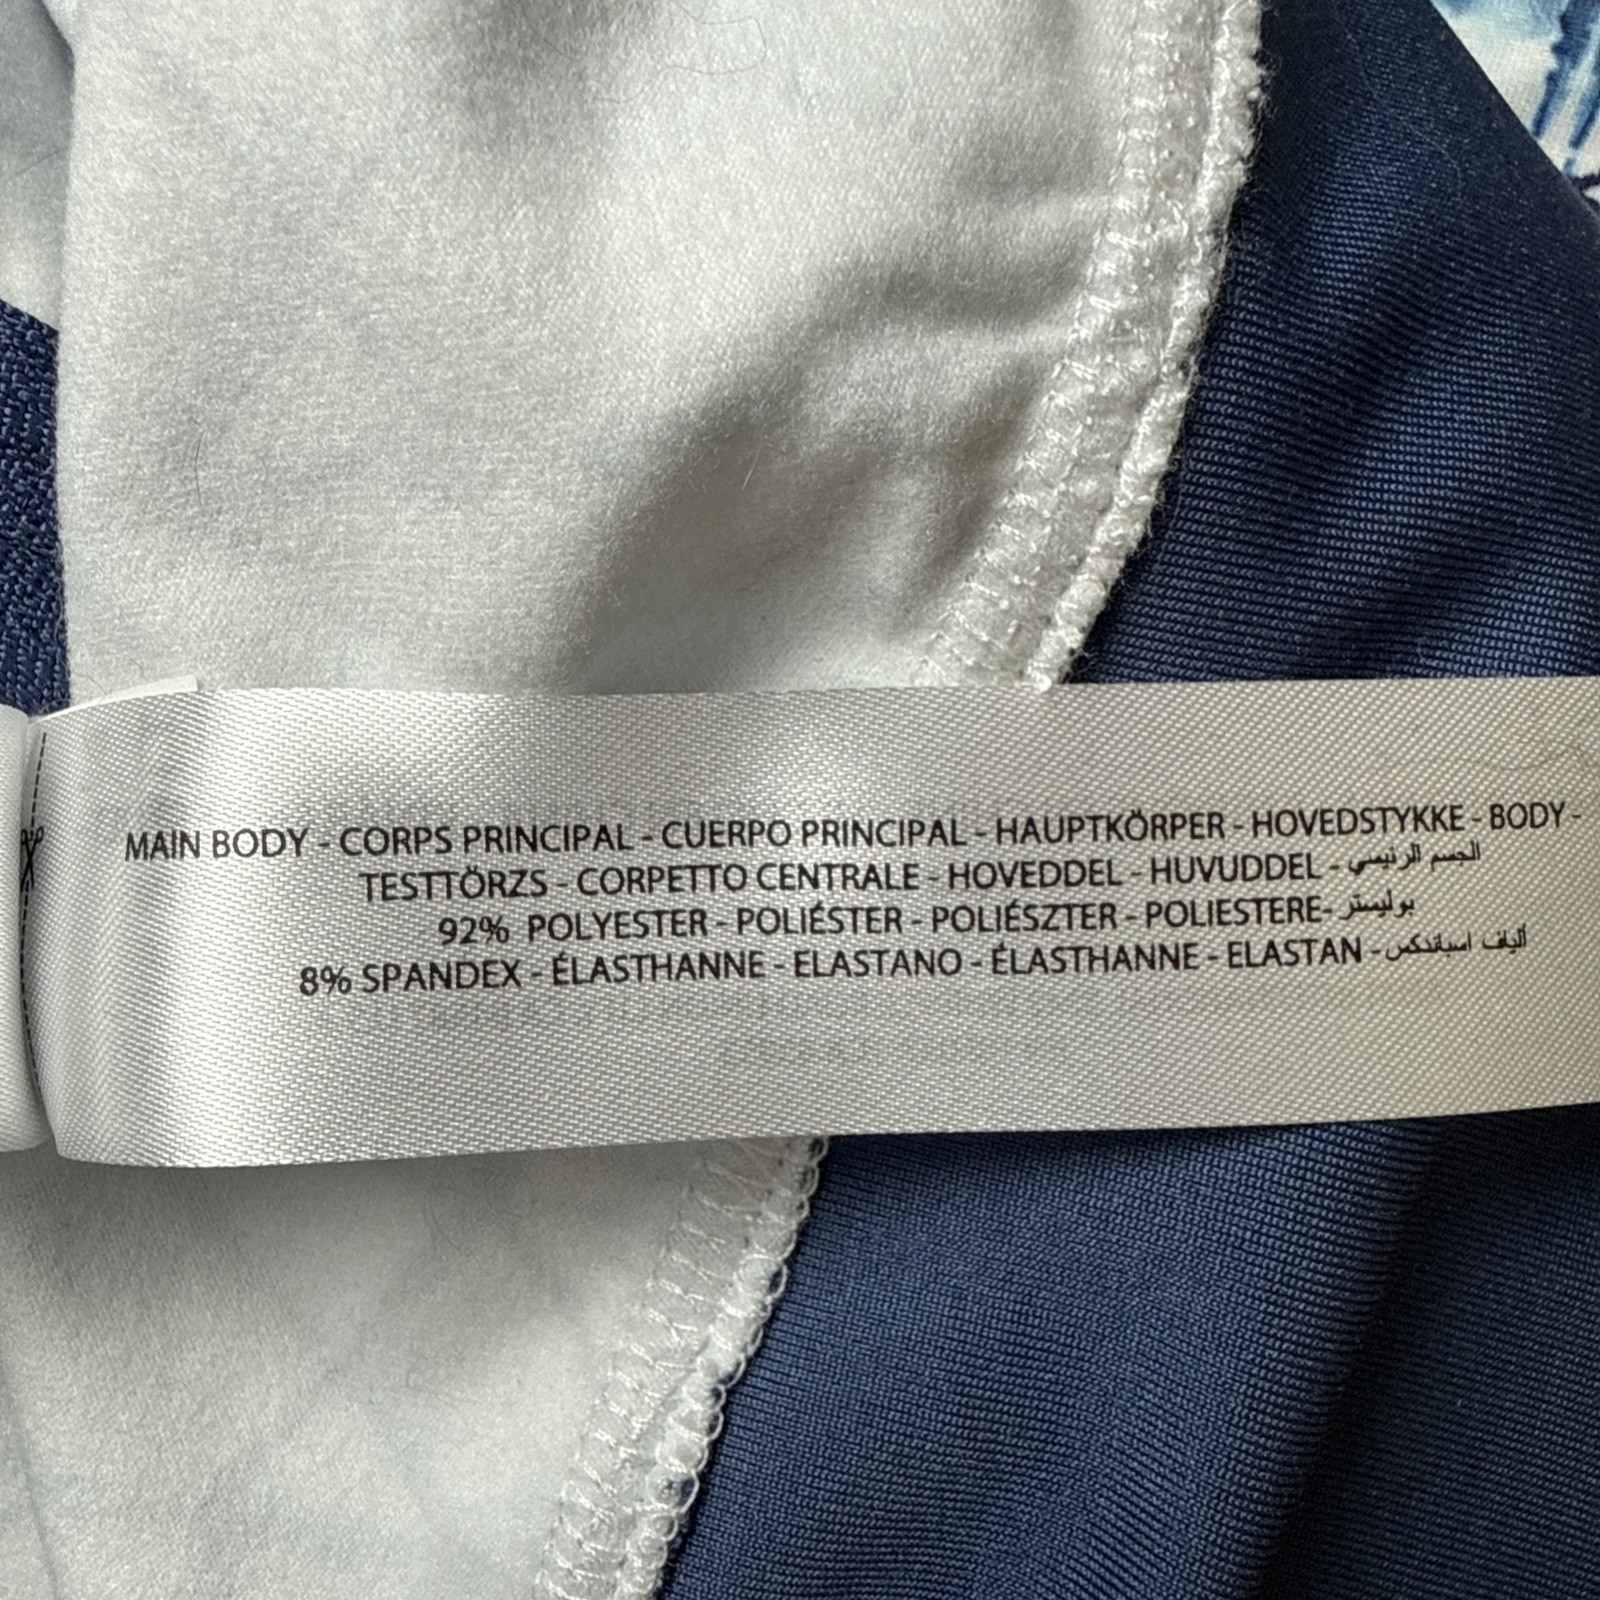 MAIN BODY - CORPS PRINCIPAL - CUERPO PRINCIPAL - HAUPTKÖRPER - HOVEDSTYKKE - BODY -
TESTTÖRZS - CORPETTO CENTRALE - HOVEDDEL - HUVUDDEL - الجسم الرئيسي
92% POLYESTER - POLIÉSTER - POLIÉSZTER - POLIESTERE- بوليستر
8% SPANDEX - ÉLASTHANNE - ELASTANO - ÉLASTHANNE - ELASTAN - ألياف اسباندكس